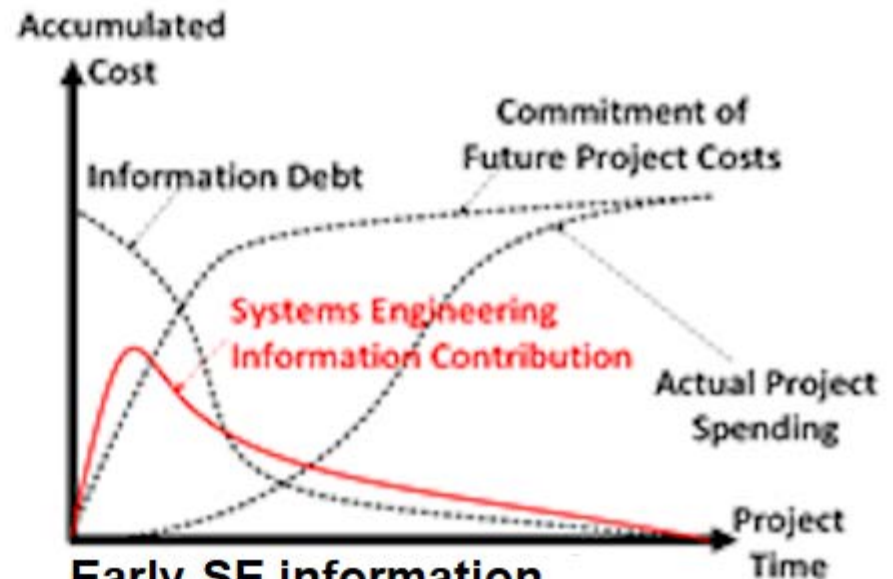 Accumulated
Cost
Commitment of
Future Project Costs
Information Debt
Systems Engineering
Information Contribution
Actual Project
Spending
Project
Time
Early SE information